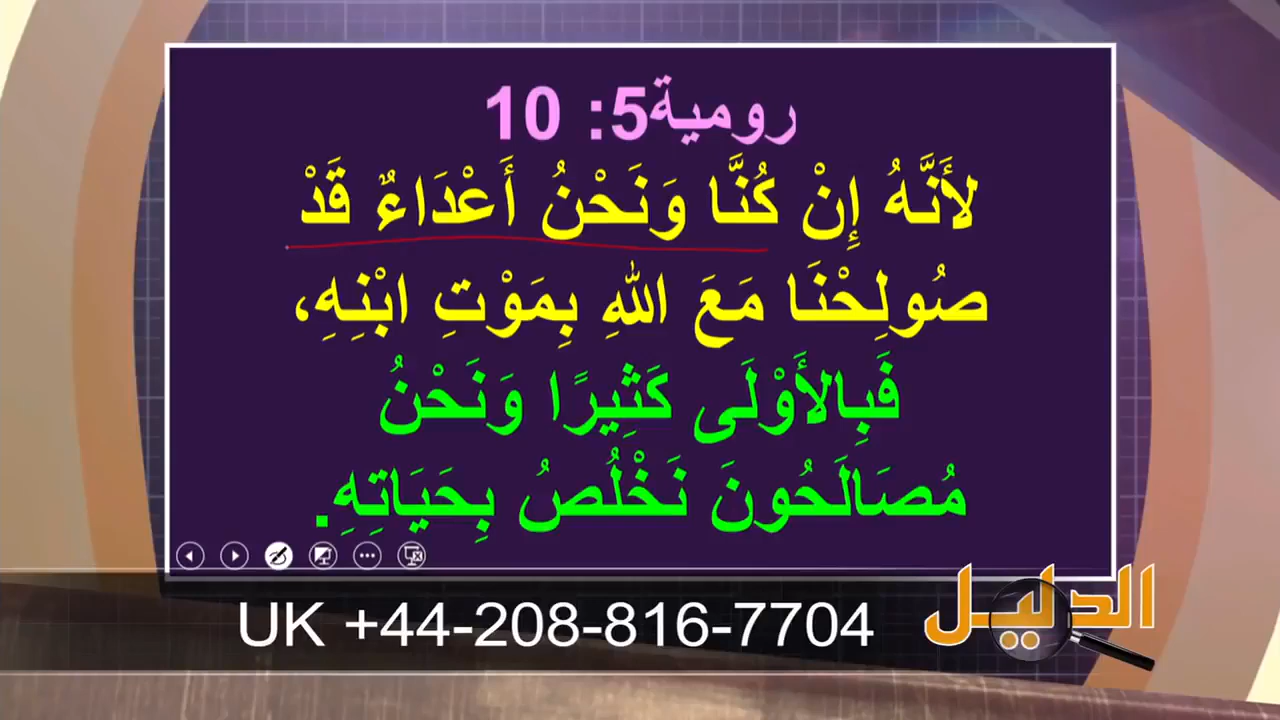 رومية5: 10
لأَنَّهُ إِنْ كُنَّا وَنَحْنُ أَعْدَاءٌ قَدْ
صُولِحْنَا مَعَ اللهِ بِمَوْتِ ابْنِهِ،
فَبِالأَوْلَى كَثِيرًا وَنَحْنُ
مُصَالَحُونَ نَخْلُصُ بِحَيَاتِهِ.
UK +44-208-816-7704
الدليل